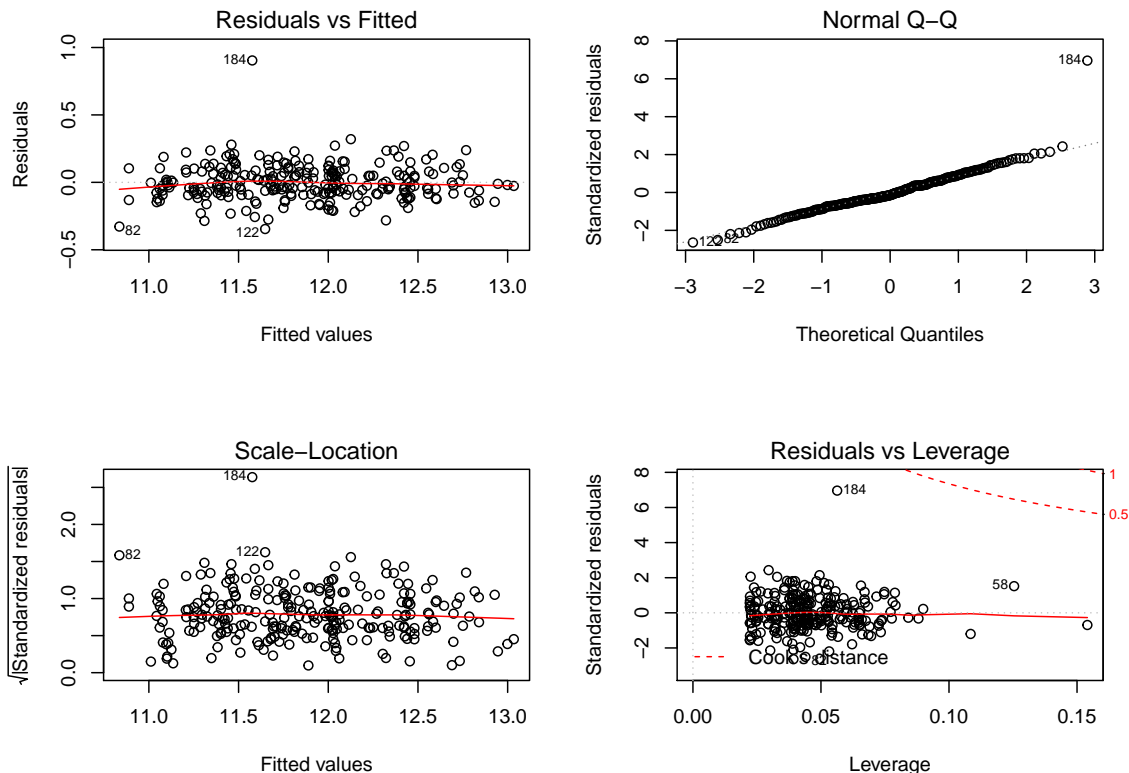 Residuals vs Fitted
Residuals
1.0
0.5
0.0
−0.5
184
82
122
11.0 11.5 12.0 12.5 13.0
Fitted values
Normal Q−Q
Standardized residuals
8
6
4
2
0
−2
184
122 82
−3 −2 −1 0 1 2 3
Theoretical Quantiles
Scale−Location
√|Standardized residuals|
2.0
1.0
0.0
184
82
122
11.0 11.5 12.0 12.5 13.0
Fitted values
Residuals vs Leverage
Standardized residuals
8
6
4
2
0
−2
184
58
82
1
0.5
Cook's distance
0.00 0.05 0.10 0.15
Leverage